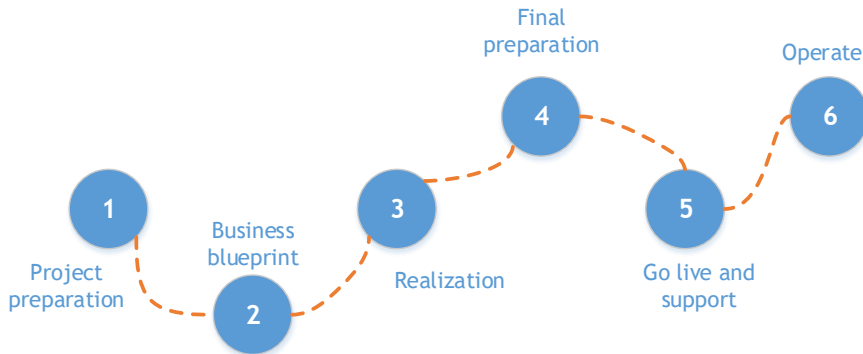 1
Project
preparation
Business
blueprint
2
3
Realization
Final
preparation
4
5
Go live and
support
Operate
6